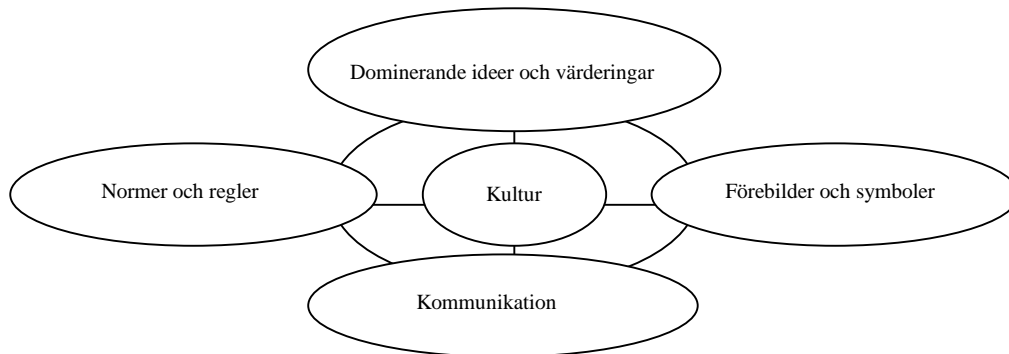 Dominerande ideer och värderingar
Normer och regler
Kultur
Förebilder och symboler
Kommunikation